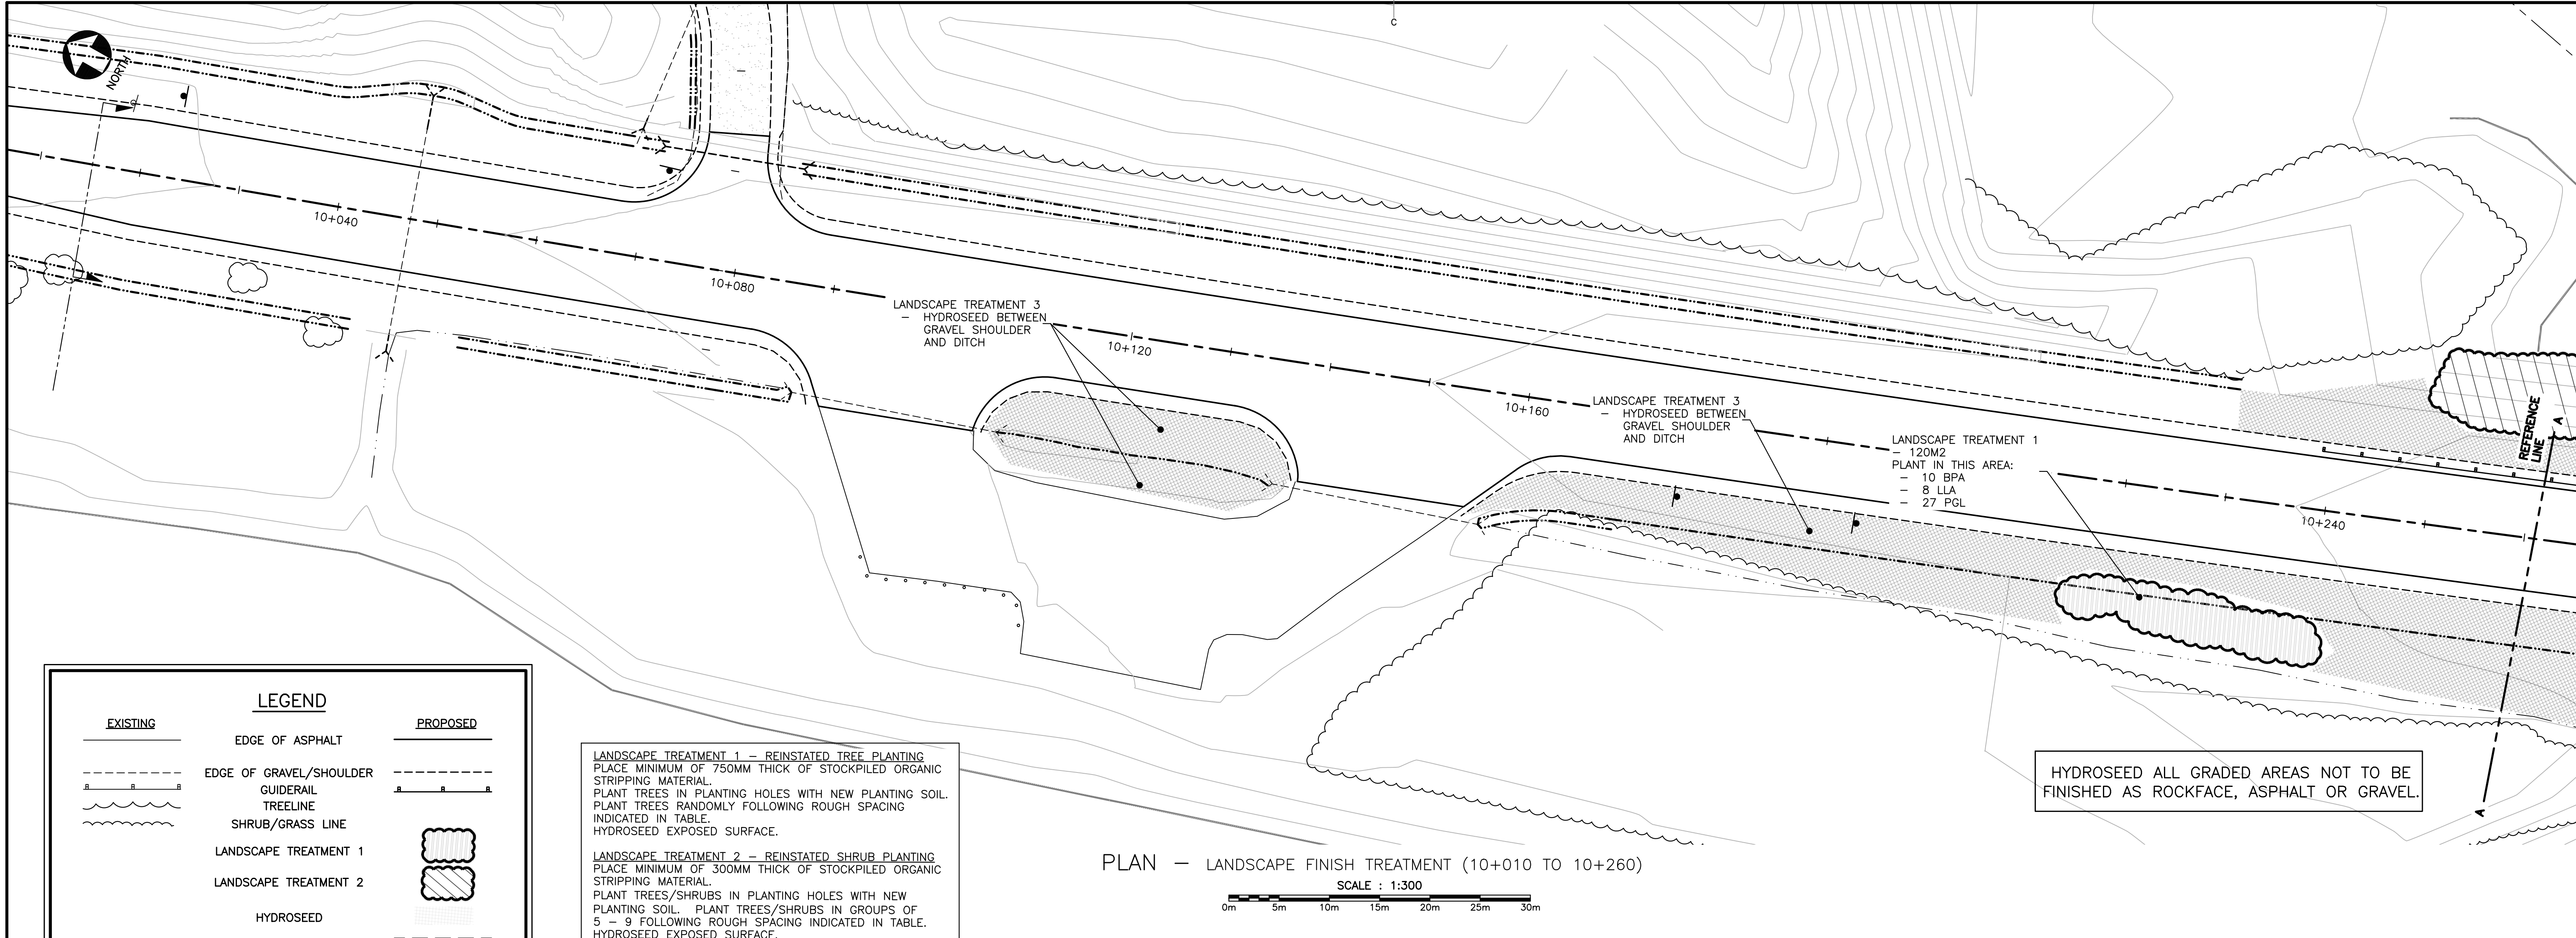 C
NORTH
10+040
10+080
LANDSCAPE TREATMENT 3
– HYDROSEED BETWEEN
GRAVEL SHOULDER
AND DITCH
10+120
10+160
LANDSCAPE TREATMENT 3
– HYDROSEED BETWEEN
GRAVEL SHOULDER
AND DITCH
LANDSCAPE TREATMENT 1
– 120M2
PLANT IN THIS AREA:
– 10 BPA
– 8 LLA
– 27 PGL
10+240
REFERENCE
LINE
A
A
LEGEND
EXISTING
PROPOSED
EDGE OF ASPHALT
EDGE OF GRAVEL/SHOULDER
GUIDERAIL
TREELINE
SHRUB/GRASS LINE
LANDSCAPE TREATMENT 1
LANDSCAPE TREATMENT 2
HYDROSEED
LANDSCAPE TREATMENT 1 – REINSTATED TREE PLANTING
PLACE MINIMUM OF 750MM THICK OF STOCKPILED ORGANIC
STRIPPING MATERIAL.
PLANT TREES IN PLANTING HOLES WITH NEW PLANTING SOIL.
PLANT TREES RANDOMLY FOLLOWING ROUGH SPACING
INDICATED IN TABLE.
HYDROSEED EXPOSED SURFACE.
LANDSCAPE TREATMENT 2 – REINSTATED SHRUB PLANTING
PLACE MINIMUM OF 300MM THICK OF STOCKPILED ORGANIC
STRIPPING MATERIAL.
PLANT TREES/SHRUBS IN PLANTING HOLES WITH NEW
PLANTING SOIL. PLANT TREES/SHRUBS IN GROUPS OF
5 – 9 FOLLOWING ROUGH SPACING INDICATED IN TABLE.
HYDROSEED EXPOSED SURFACE.
HYDROSEED ALL GRADED AREAS NOT TO BE
FINISHED AS ROCKFACE, ASPHALT OR GRAVEL.
PLAN – LANDSCAPE FINISH TREATMENT (10+010 TO 10+260)
SCALE : 1:300
0m 5m 10m 15m 20m 25m 30m